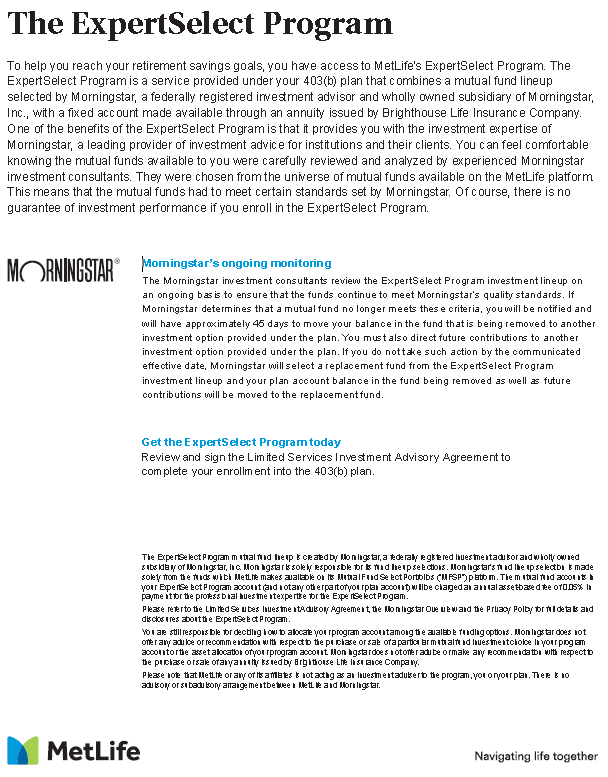 The ExpertSelect Program
To help you reach your retirement savings goals, you have access to MetLife's ExpertSelect Program. The
ExpertSelect Program is a service provided under your 403(b) plan that combines a mutual fund lineup
selected by Morningstar, a federally registered investment advisor and wholly owned subsidiary of Morningstar,
Inc., with a fixed account made available through an annuity issued by Brighthouse Life Insurance Company.
One of the benefits of the ExpertSelect Program is that it provides you with the investment expertise of
Morningstar, a leading provider of investment advice for institutions and their clients. You can feel comfortable
knowing the mutual funds available to you were carefully reviewed and analyzed by experienced Morningstar
investment consultants. They were chosen from the universe of mutual funds available on the MetLife platform.
This means that the mutual funds had to meet certain standards set by Morningstar. Of course, there is no
guarantee of investment performance if you enroll in the ExpertSelect Program.
MORNINGSTAR®
Morningstar's ongoing monitoring
The Morningstar investment consultants review the ExpertSelect Program investment lineup on
an ongoing basis to ensure that the funds continue to meet Morningstar's quality standards. If
Morningstar determines that a mutual fund no longer meets these criteria, you will be notified and
will have approximately 45 days to move your balance in the fund that is being removed to another
investment option provided under the plan. You must also direct future contributions to another
investment option provided under the plan. If you do not take such action by the communicated
effective date, Morningstar will select a replacement fund from the ExpertSelect Program
investment lineup and your plan account balance in the fund being removed as well as future
contributions will be moved to the replacement fund.
Get the ExpertSelect Program today
Review and sign the Limited Services Investment Advisory Agreement to
complete your enrollment into the 403(b) plan.
The ExpertSelect Program mutual fund lineup is created by Morningstar, a federally registered investment advisor and wholly owned
subsidiary of Morningstar, Inc. Morningstar is solely responsible for its fund lineup selections. Morningstar's fund lineup selection is made
solely from the funds which MetLife makes available on its Mutual Fund Select Portfolios ("MFSP") platform. The mutual fund accounts in
your ExpertSelect Program account (and not any other part of your plan account) will be charged an annual asset-based fee of 0.05% in
payment for the professional investment expertise for the ExpertSelect Program.
Please refer to the Limited Services Investment Advisory Agreement, the Morningstar Overview and the Privacy Policy for full details and
disclosures about the ExpertSelect Program.
You are still responsible for deciding how to allocate your program account among the available funding options. Morningstar does not
offer any advice or recommendation with respect to the purchase or sale of a particular mutual fund investment choice in your program
account or the asset allocation of your program account. Morningstar does not offer advice or make any recommendation with respect to
the purchase or sale of any annuity issued by Brighthouse Life Insurance Company.
Please note that MetLife or any of its affiliates is not acting as an investment adviser to the program, you or your plan. There is no
advisory or subadvisory arrangement between MetLife and Morningstar.
MetLife
Navigating life together